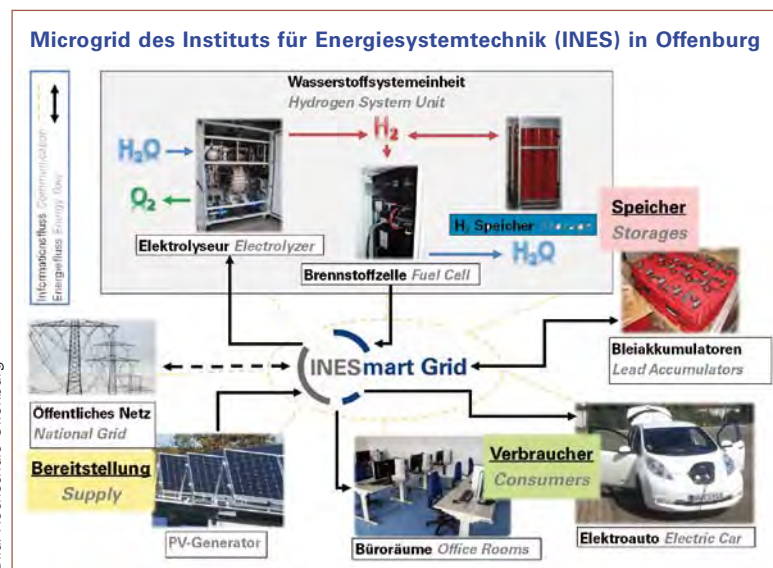 Microgrid des Instituts für Energiesystemtechnik (INES) in Offenburg
Informationsfluss Communication
Energiefluss Energy flow
Wasserstoffsystemeinheit
Hydrogen System Unit
H₂O
O₂
H₂
Elektrolyseur Electrolyzer
H₂ Speicher
Brennstoffzelle Fuel Cell
H₂O
Speicher
Storages
Bleiakkumulatoren
Lead Accumulators
INESmart Grid
Öffentliches Netz
National Grid
Bereitstellung
Supply
PV-Generator
Verbraucher
Consumers
Büroräume Office Rooms
Elektroauto Electric Car
Offenburg